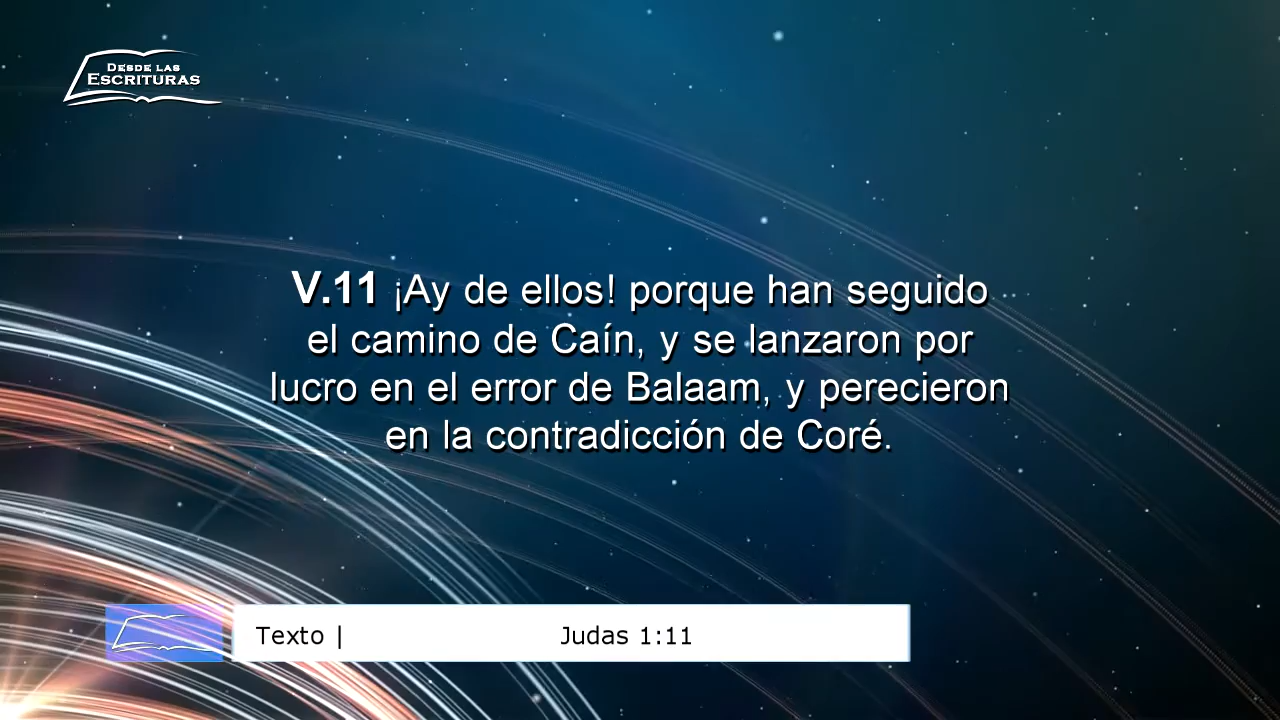 DESDE LAS
ESCRITURAS
V.11 ¡Ay de ellos! porque han seguido
el camino de Caín, y se lanzaron por
lucro en el error de Balaam, y perecieron
en la contradicción de Coré.
Texto | Judas 1:11